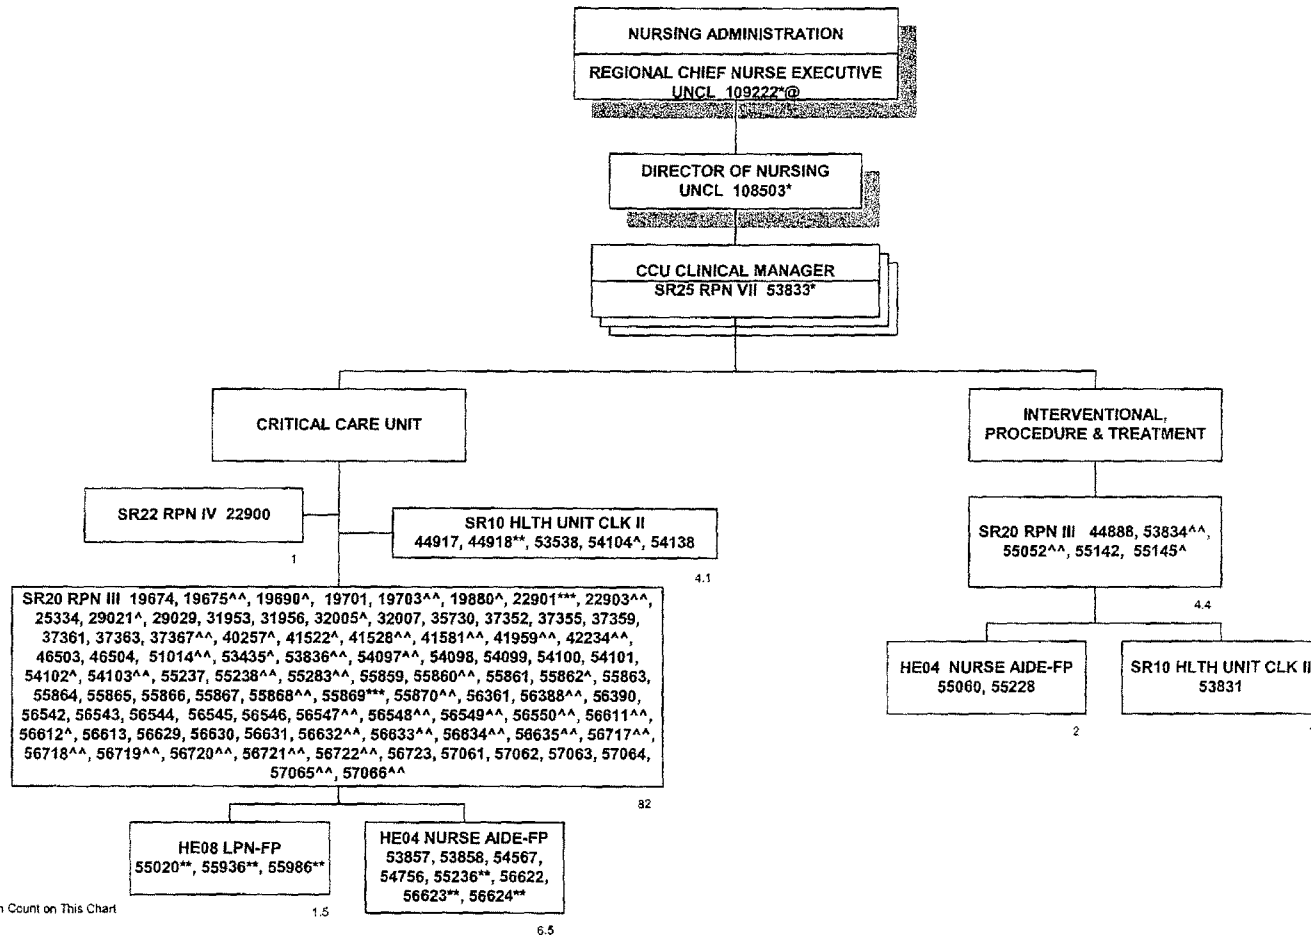 NURSING ADMINISTRATION
REGIONAL CHIEF NURSE EXECUTIVE
UNCL 109222*@
DIRECTOR OF NURSING
UNCL 108503*
CCU CLINICAL MANAGER
SR25 RPN VII 53833*
CRITICAL CARE UNIT
SR22 RPN IV 22900
1
SR10 HLTH UNIT CLK II
44917, 44918**, 53538, 54104^, 54138
4.1
SR20 RPN III 19674, 19675^^, 19690^, 19701, 19703^^, 19880^, 22901***, 22903^^,
25334, 29021^, 29029, 31953, 31956, 32005^, 32007, 35730, 37352, 37355, 37359,
37361, 37363, 37367^^, 40257^, 41522^, 41528^^, 41581^^, 41959^^, 42234^^,
46503, 46504, 51014^^, 53435^, 53836^^, 54097^^, 54098, 54099, 54100, 54101,
54102^, 54103^^, 55237, 55238^^, 55283^^, 55859, 55860^^, 55861, 55862^, 55863,
55864, 55865, 55866, 55867, 55868^^, 55869***, 55870^^, 56361, 56388^^, 56390,
56542, 56543, 56544, 56545, 56546, 56547^^, 56548^^, 56549^^, 56550^^, 56611^^,
56612^, 56613, 56629, 56630, 56631, 56632^^, 56633^^, 56634^^, 56635^^, 56717^^,
56718^^, 56719^^, 56720^^, 56721^^, 56722^^, 56723, 57061, 57062, 57063, 57064,
57065^^, 57066^^
82
HE08 LPN-FP
55020**, 55936**, 55986**
1.5
HE04 NURSE AIDE-FP
53857, 53858, 54567,
54756, 55236**, 56622,
56623**, 56624**
6.5
INTERVENTIONAL,
PROCEDURE & TREATMENT
SR20 RPN III 44888, 53834^^,
55052^^, 55142, 55145^
4.4
HE04 NURSE AIDE-FP
55060, 55228
2
SR10 HLTH UNIT CLK II
53831
Count on This Chart